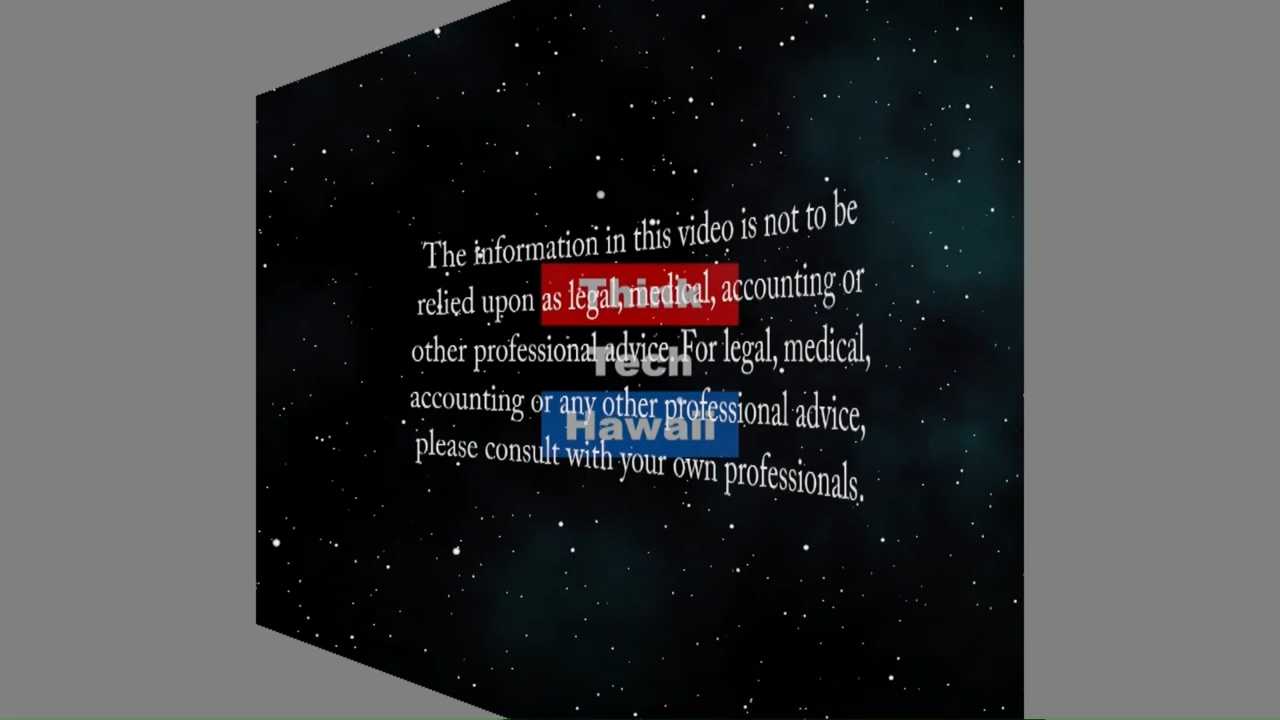 The information in this video is not to be
relied upon as legal, medical, accounting or
other professional advice. For legal, medical,
accounting or any other professional advice,
please consult with your own professionals.
Think
Tech
Hawaii